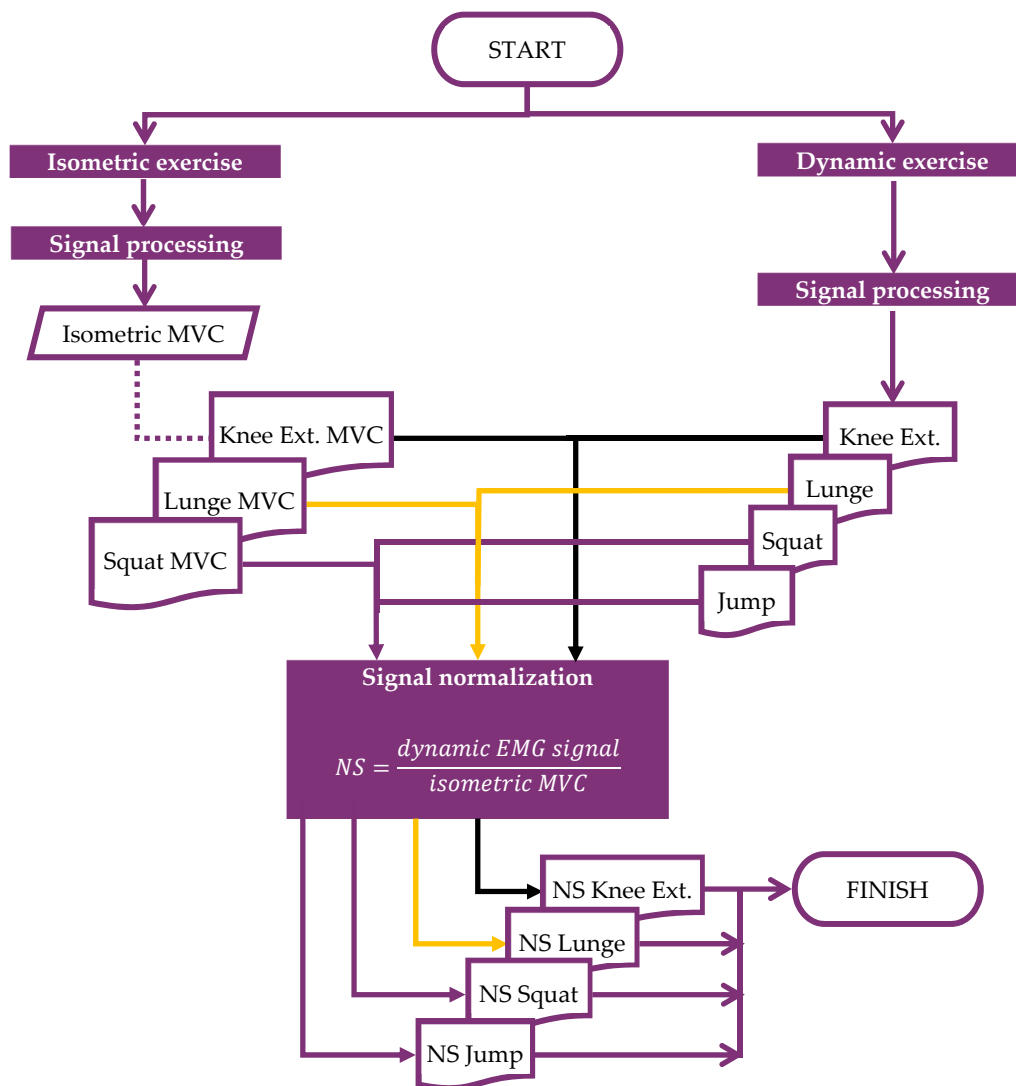 START
Isometric exercise
Dynamic exercise
Signal processing
Signal processing
Isometric MVC
Knee Ext. MVC
Knee Ext.
Lunge MVC
Lunge
Squat MVC
Squat
Jump
Signal normalization
NS = dynamic EMG signal / isometric MVC
NS Knee Ext.
FINISH
NS Lunge
NS Squat
NS Jump